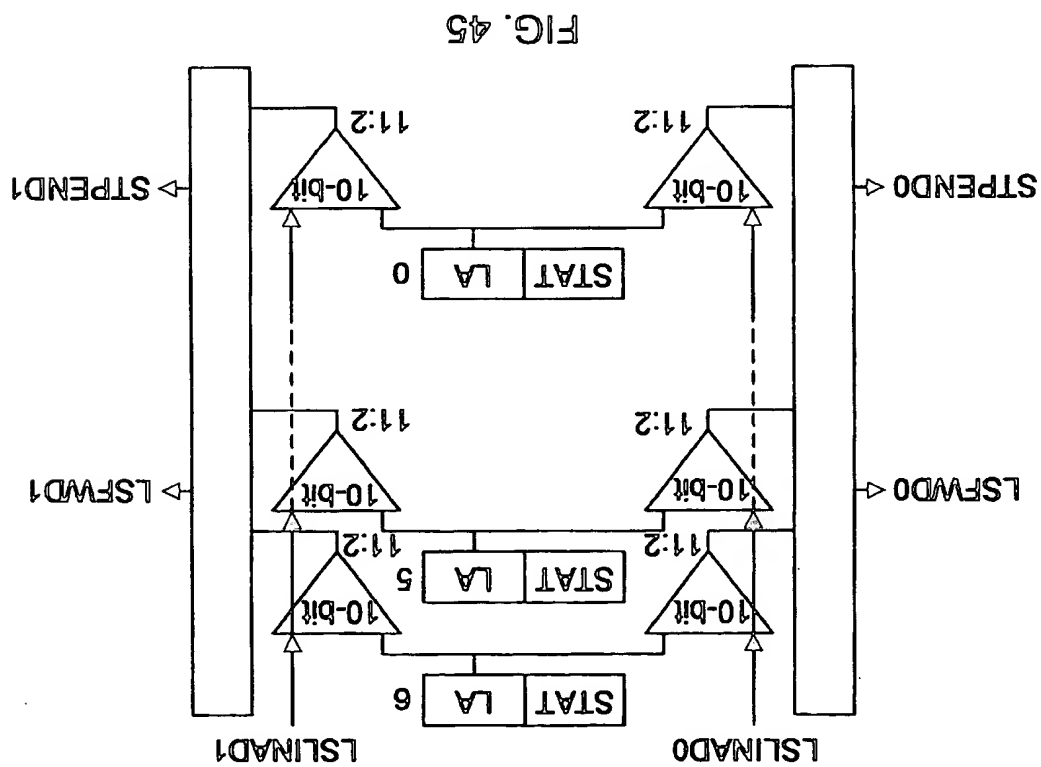 LSLINAD0 LSLINAD1
STAT LA 6
10-bit 10-bit
STAT LA 5
11:2 11:2
10-bit 10-bit
LSFWD0 LSFWD1
11:2 11:2
STAT LA 0
10-bit 10-bit
STPEND0 STPEND1
11:2 11:2
FIG. 45